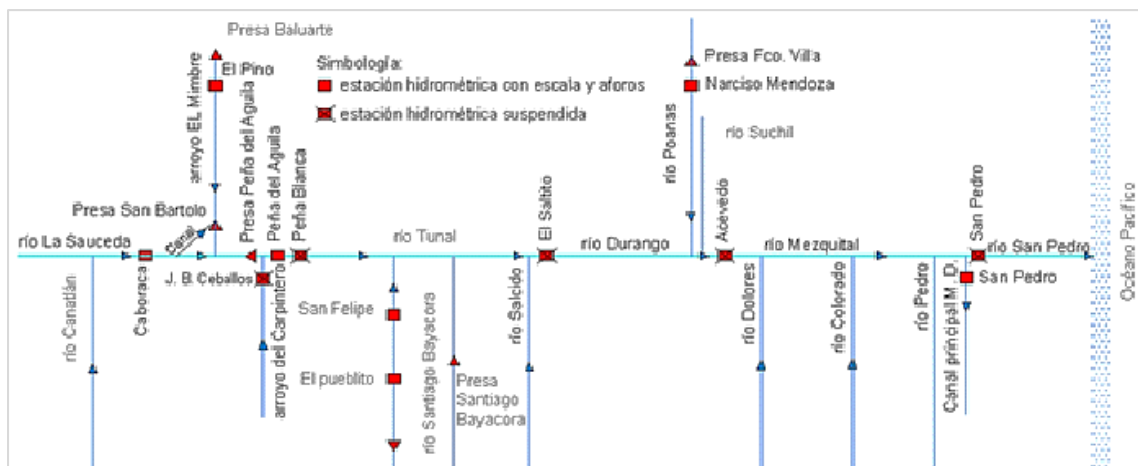 Presa Baluarte
El Pino
arroyo EL Mimbre
Simbología:
estación hidrométrica con escala y aforos
estación hidrométrica suspendida
Presa Fco. Villa
Narciso Mendoza
río Poanas
río Suchil
Presa San Bartolo
Canal
Presa Peña del Aguila
Peña del Aguila
Peña Blanca
río La Sauceda
Caboraca
J. B. Ceballos
río Tunal
El Saltito
río Durango
Acevedo
río Mezquital
San Pedro
río San Pedro
Océano Pacífico
río Canatlán
arroyo del Carpintero
San Felipe
El pueblito
río Santiago Bayacora
Presa
Santiago
Bayacora
río Salcido
río Dolores
río Colorado
río Pedro
Canal principal M. D.
San Pedro